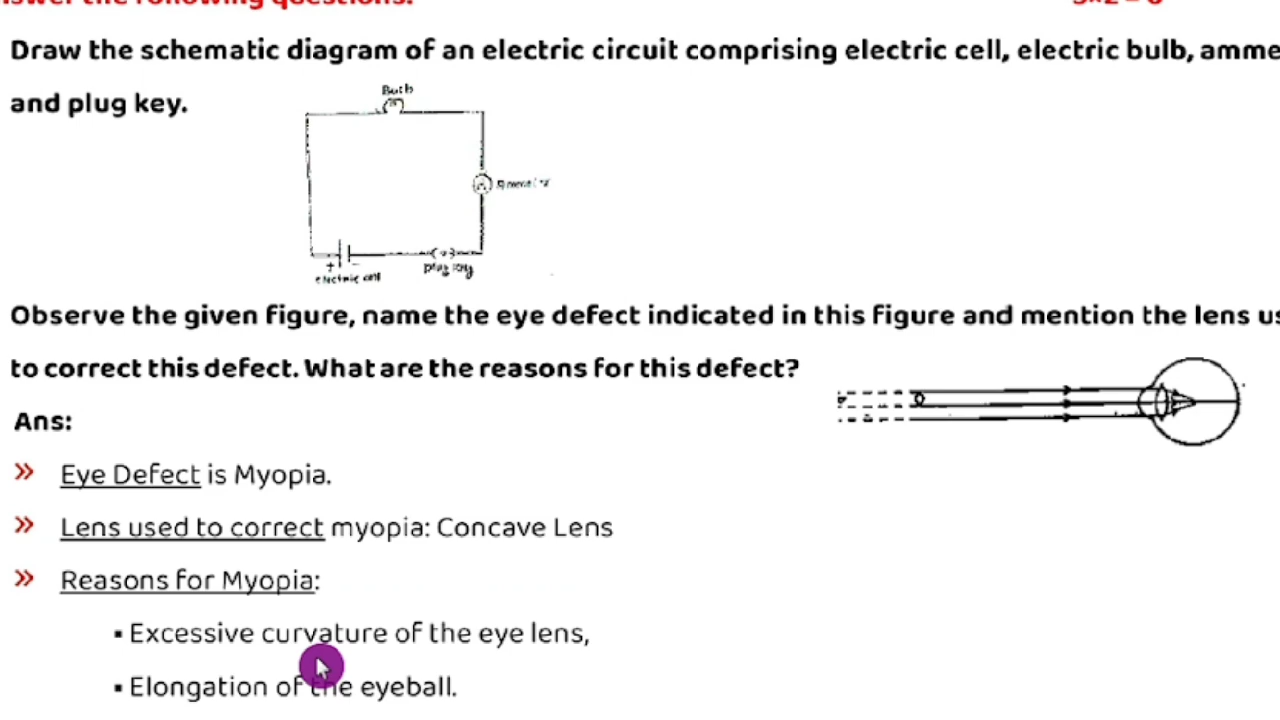 Draw the schematic diagram of an electric circuit comprising electric cell, electric bulb, amme
and plug key.
Bulb
A
+ -
electric cell
plug key
Observe the given figure, name the eye defect indicated in this figure and mention the lens us
to correct this defect. What are the reasons for this defect?
Ans:
» Eye Defect is Myopia.
» Lens used to correct myopia: Concave Lens
» Reasons for Myopia:
▪ Excessive curvature of the eye lens,
▪ Elongation of the eyeball.